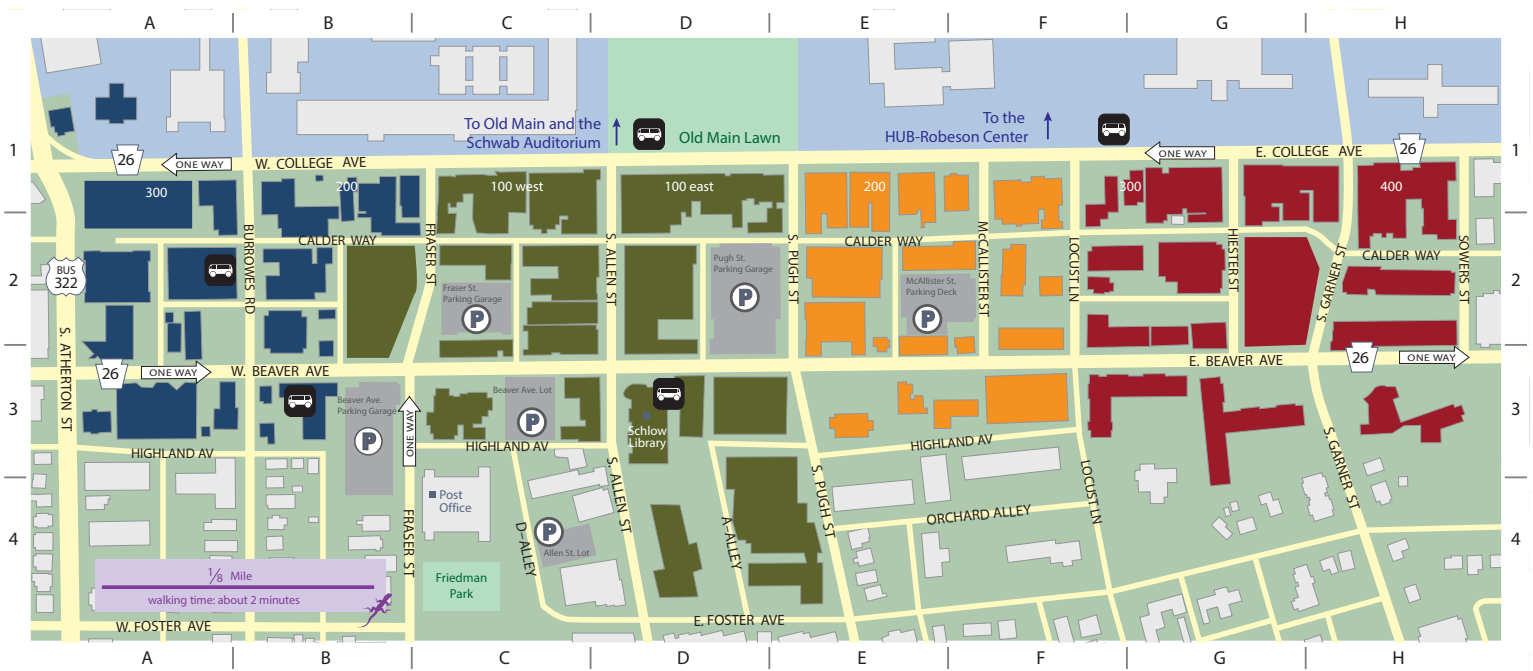 A B C D E F G H
To Old Main and the
Schwab Auditorium
Old Main Lawn
To the
HUB-Robeson Center
1
26
ONE WAY
W. COLLEGE AVE
ONE WAY
E. COLLEGE AVE
26
1
300
200
100 west
100 east
200
300
400
BURROWES RD
CALDER WAY
FRASER ST
S. ALLEN ST
S. PUGH ST
CALDER WAY
McCALLISTER ST
LOCUST LN
HIESTER ST
S. GARNER ST
CALDER WAY
SOWERS ST
2
BUS
322
Fraser St.
Parking Garage
P
Pugh St.
Parking Garage
P
McAllister St.
Parking Deck
P
2
S. ATHERTON ST
26
ONE WAY
W. BEAVER AVE
E. BEAVER AVE
26
ONE WAY
3
Beaver Ave.
Parking Garage
P
ONE WAY
Beaver Ave. Lot
P
Schlow
Library
3
HIGHLAND AV
HIGHLAND AV
HIGHLAND AV
S. GARNER ST
Post
Office
S. ALLEN ST
A-ALLEY
S. PUGH ST
LOCUST LN
ORCHARD ALLEY
4
FRASER ST
D-ALLEY
P
Allen St. Lot
4
1/8 Mile
walking time: about 2 minutes
Friedman
Park
W. FOSTER AVE
E. FOSTER AVE
A B C D E F G H